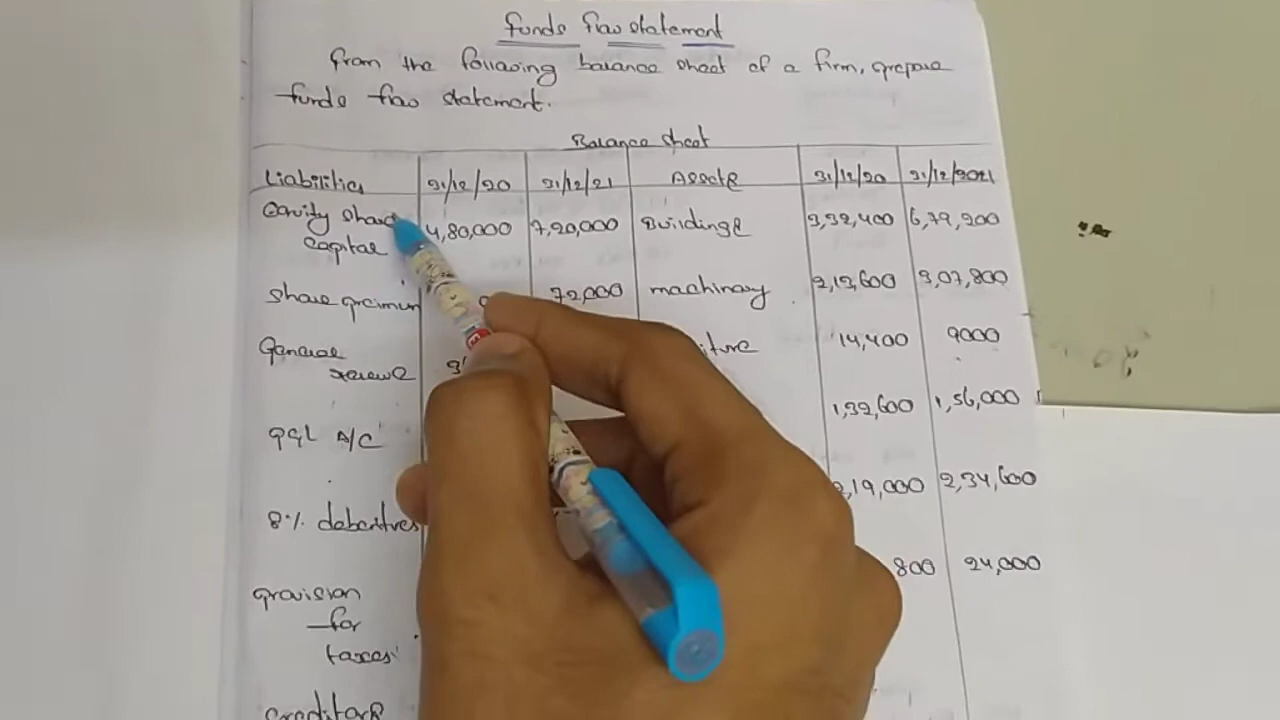 Funds flow statement
From the following balance sheet of a firm, prepare
funds flow statement.
Balance sheet
Liabilities 31/12/20 31/12/21 Assets 31/12/20 31/12/2021
Equity share capital 4,80,000 7,20,000 Buildings 3,32,400 6,79,200
share premium 72,000 machinary 2,13,600 3,07,800
General reserve 14,400 9000
1,32,600 1,56,000
P&L A/C
2,19,000 2,34,600
8% debentures
800 24,000
provision
for
taxes
creditors